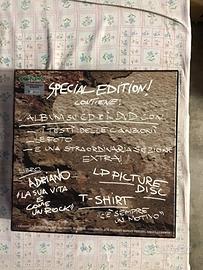 SPECIAL EDITION!
CONTIENE:
ALBUM SU CD E DVD CON
- I TESTI DELLE CANZONI
- LE FOTO
- E UNA STRAORDINARIA SEZIONE
EXTRA!
LIBRO
ADRIANO
"LA SUA VITA
È COME
UN ROCK"
LP PICTURE
DISC
T-SHIRT
"C'È SEMPRE
UN MOTIVO"